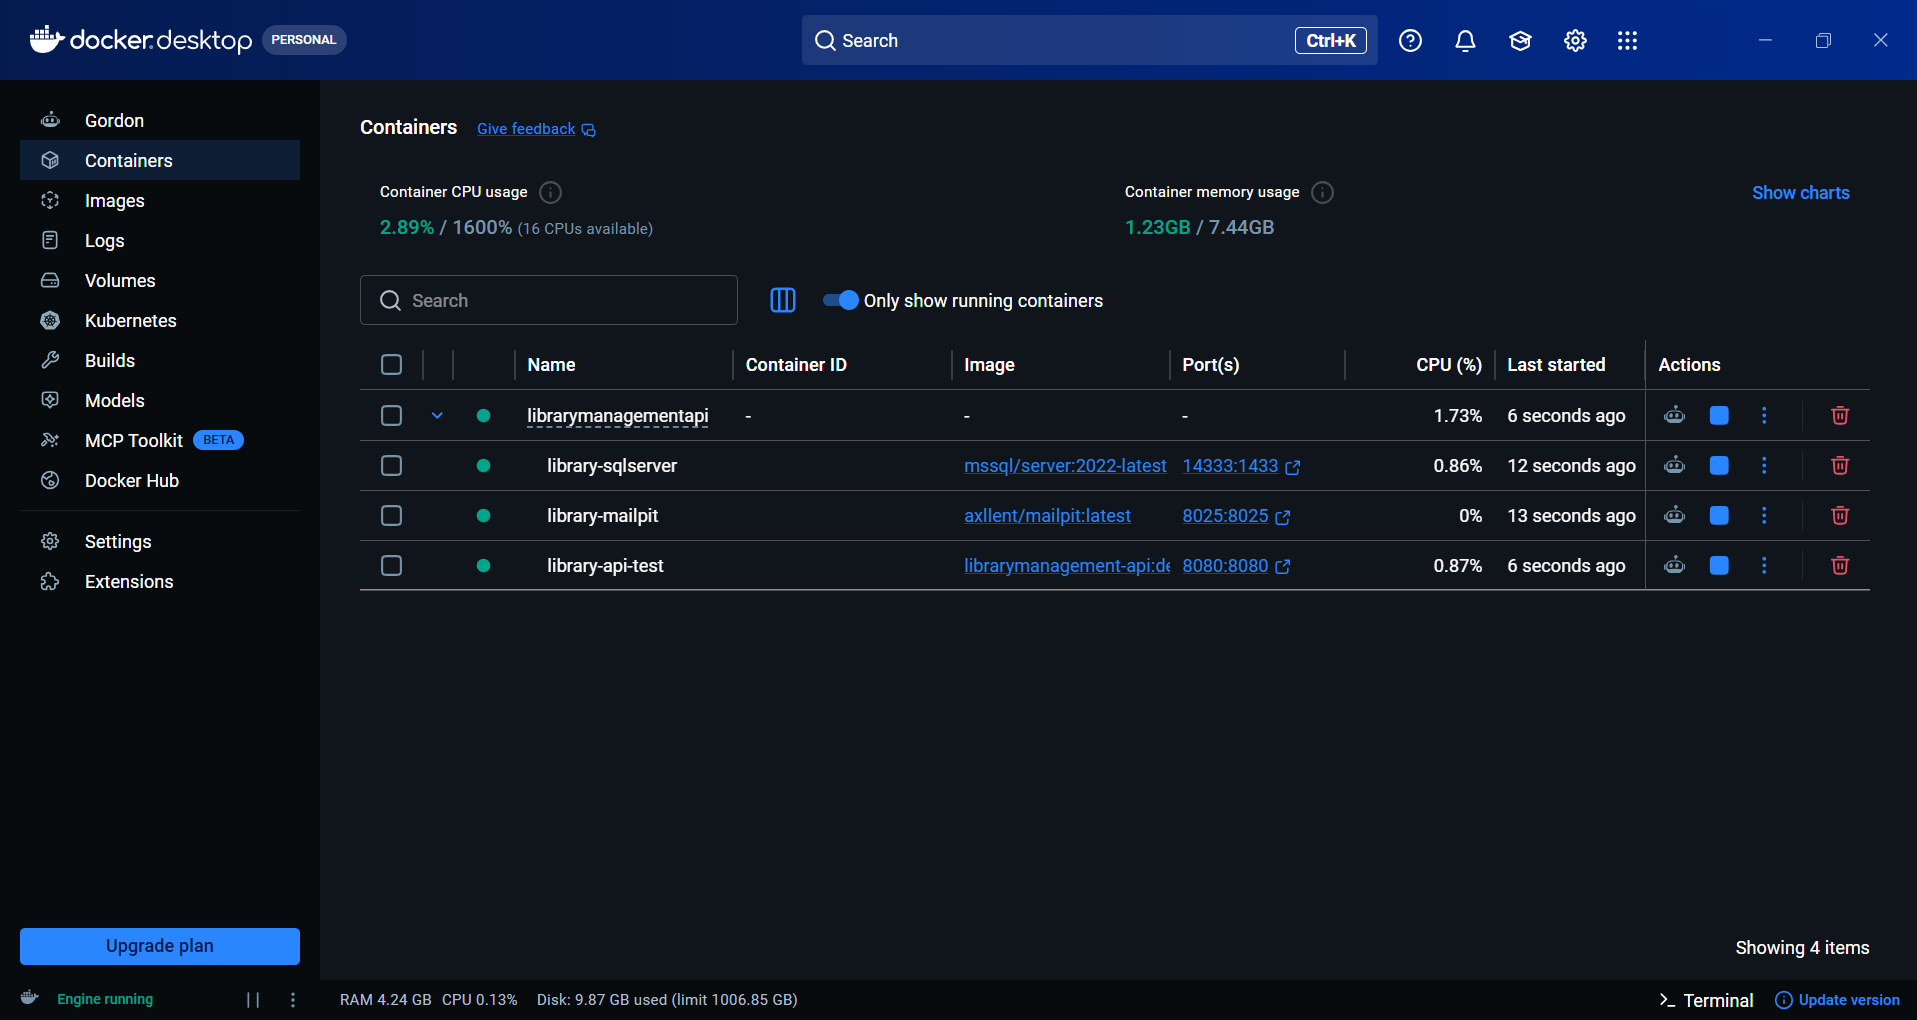 docker.desktop PERSONAL
Search Ctrl+K
Gordon
Containers
Images
Logs
Volumes
Kubernetes
Builds
Models
MCP Toolkit BETA
Docker Hub
Settings
Extensions
Upgrade plan
Containers Give feedback
Container CPU usage
2.89% / 1600% (16 CPUs available)
Container memory usage
1.23GB / 7.44GB
Show charts
Search
Only show running containers
Name Container ID Image Port(s) CPU (%) Last started Actions
librarymanagementapi - - - 1.73% 6 seconds ago
library-sqlserver mssql/server:2022-latest 14333:1433 0.86% 12 seconds ago
library-mailpit axllent/mailpit:latest 8025:8025 0% 13 seconds ago
library-api-test librarymanagement-api:de 8080:8080 0.87% 6 seconds ago
Showing 4 items
Engine running RAM 4.24 GB CPU 0.13% Disk: 9.87 GB used (limit 1006.85 GB) Terminal Update version